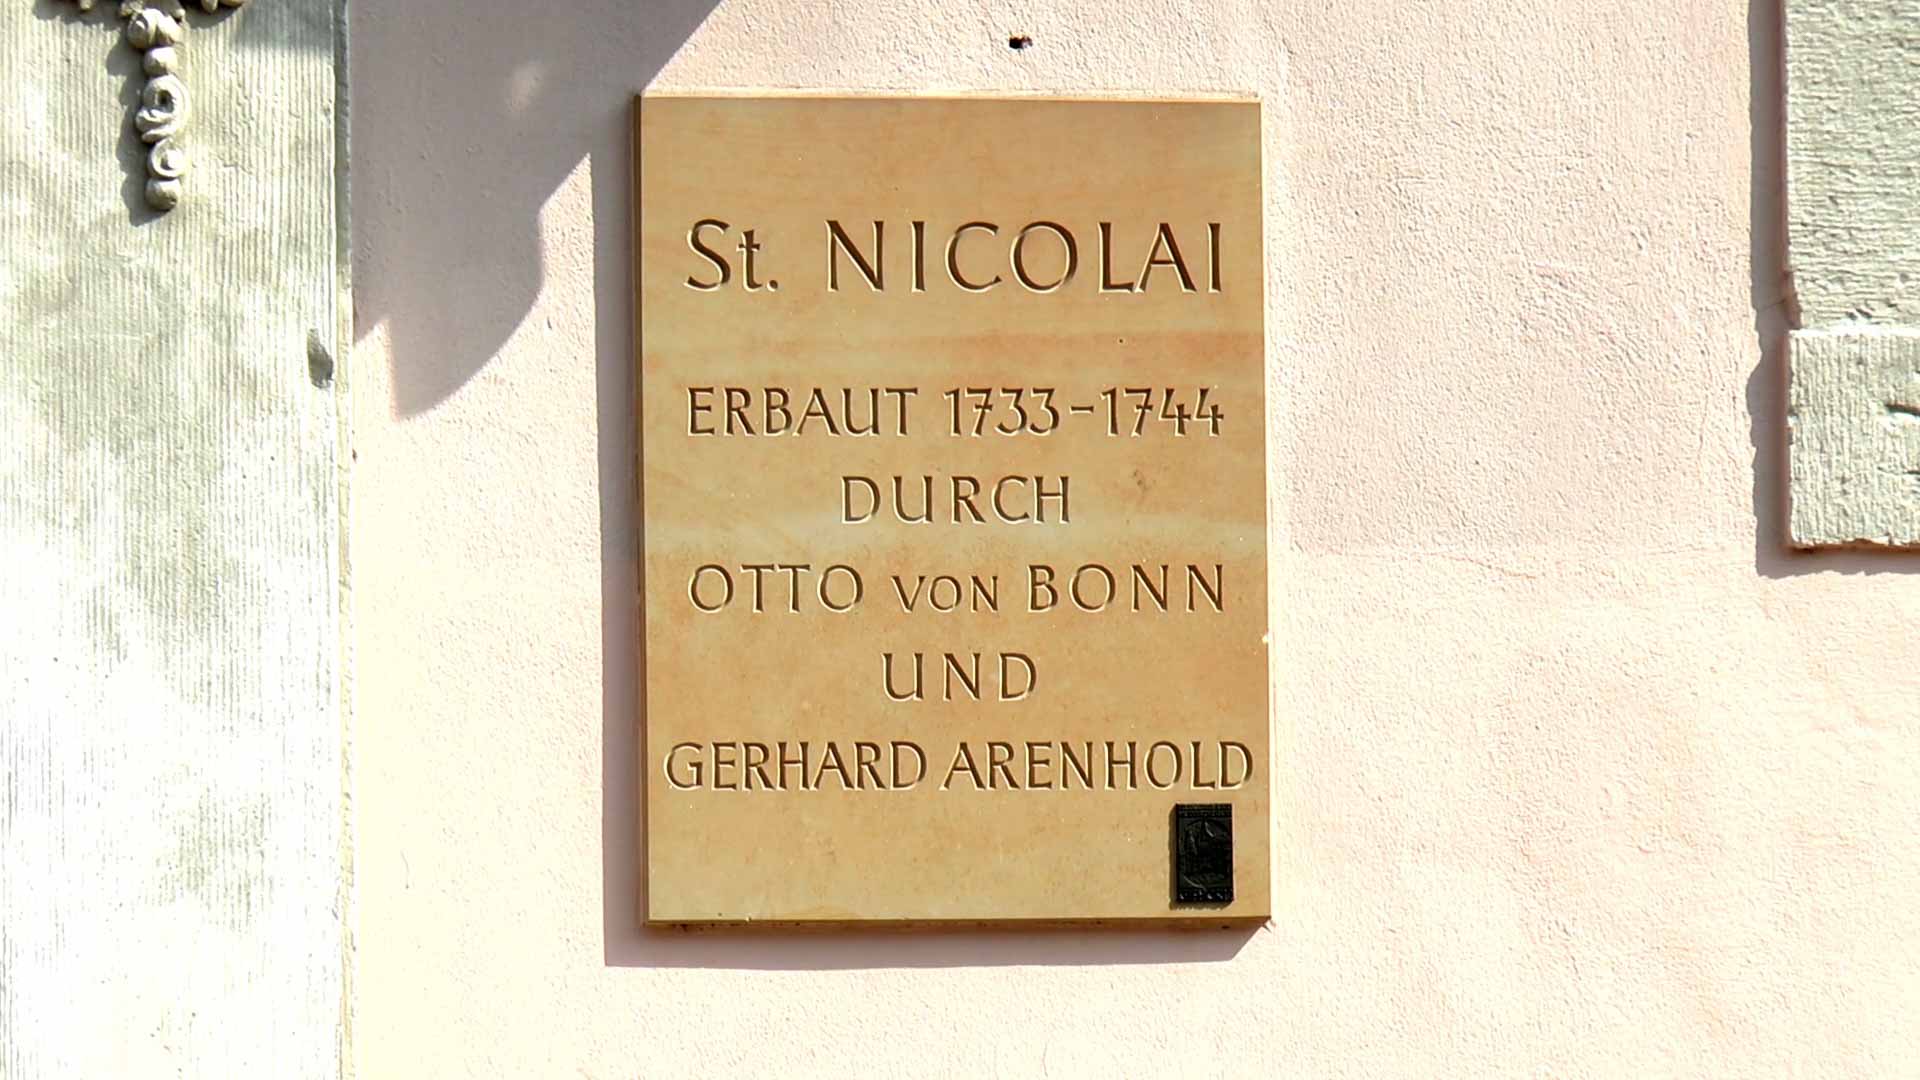 St. NICOLAI
ERBAUT 1733-1744
DURCH
OTTO VON BONN
UND
GERHARD ARENHOLD